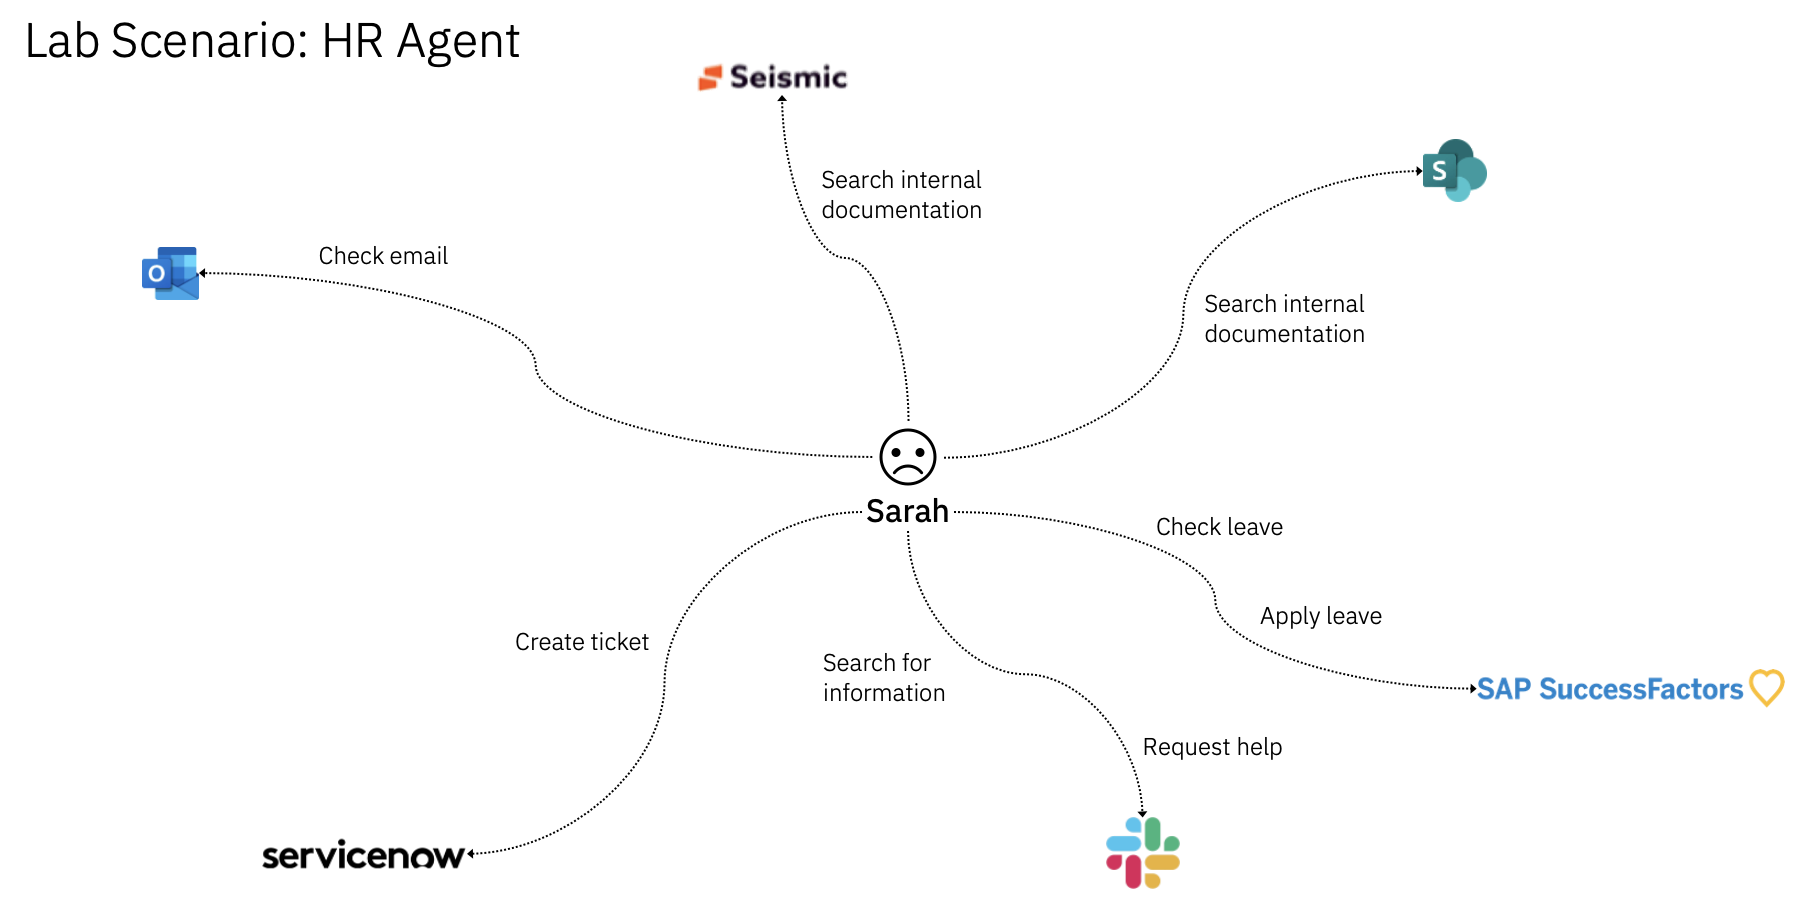 Lab Scenario: HR Agent
Seismic
Search internal
documentation
S
Check email
O
Search internal
documentation
Sarah
Check leave
Apply leave
Create ticket
Search for
information
SAP SuccessFactors
Request help
servicenow